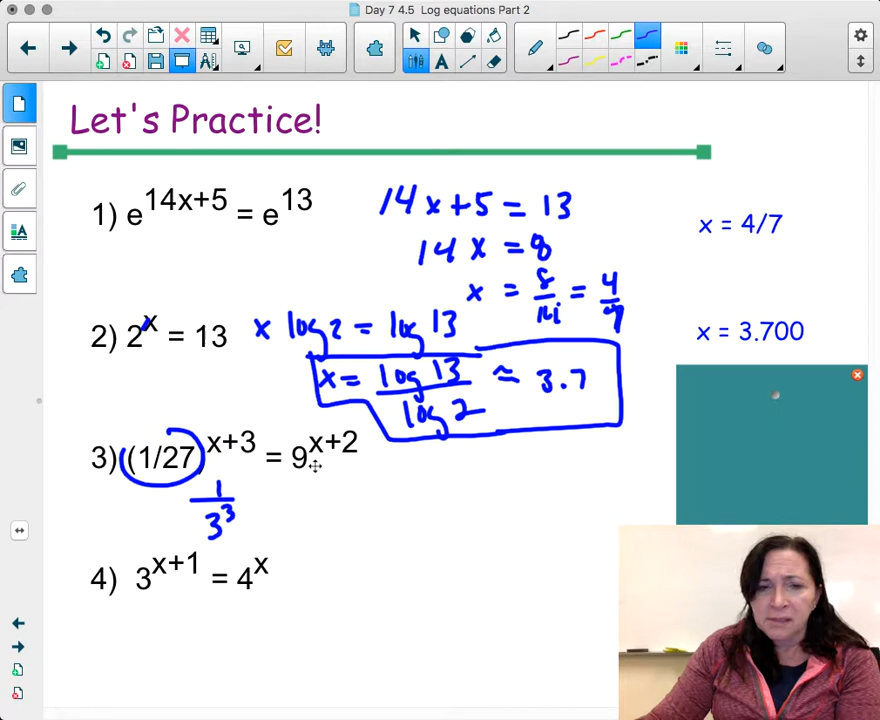 Day 7 4.5 Log equations Part 2
Let's Practice!
1) e^14x+5 = e^13
14x+5 = 13
14x = 8
x = 8/14 = 4/7
x = 4/7
2) 2^x = 13
x log 2 = log 13
x = log 13 / log 2 ≈ 3.7
x = 3.700
3) (1/27)^x+3 = 9^x+2
1/3^3
4) 3^x+1 = 4^x